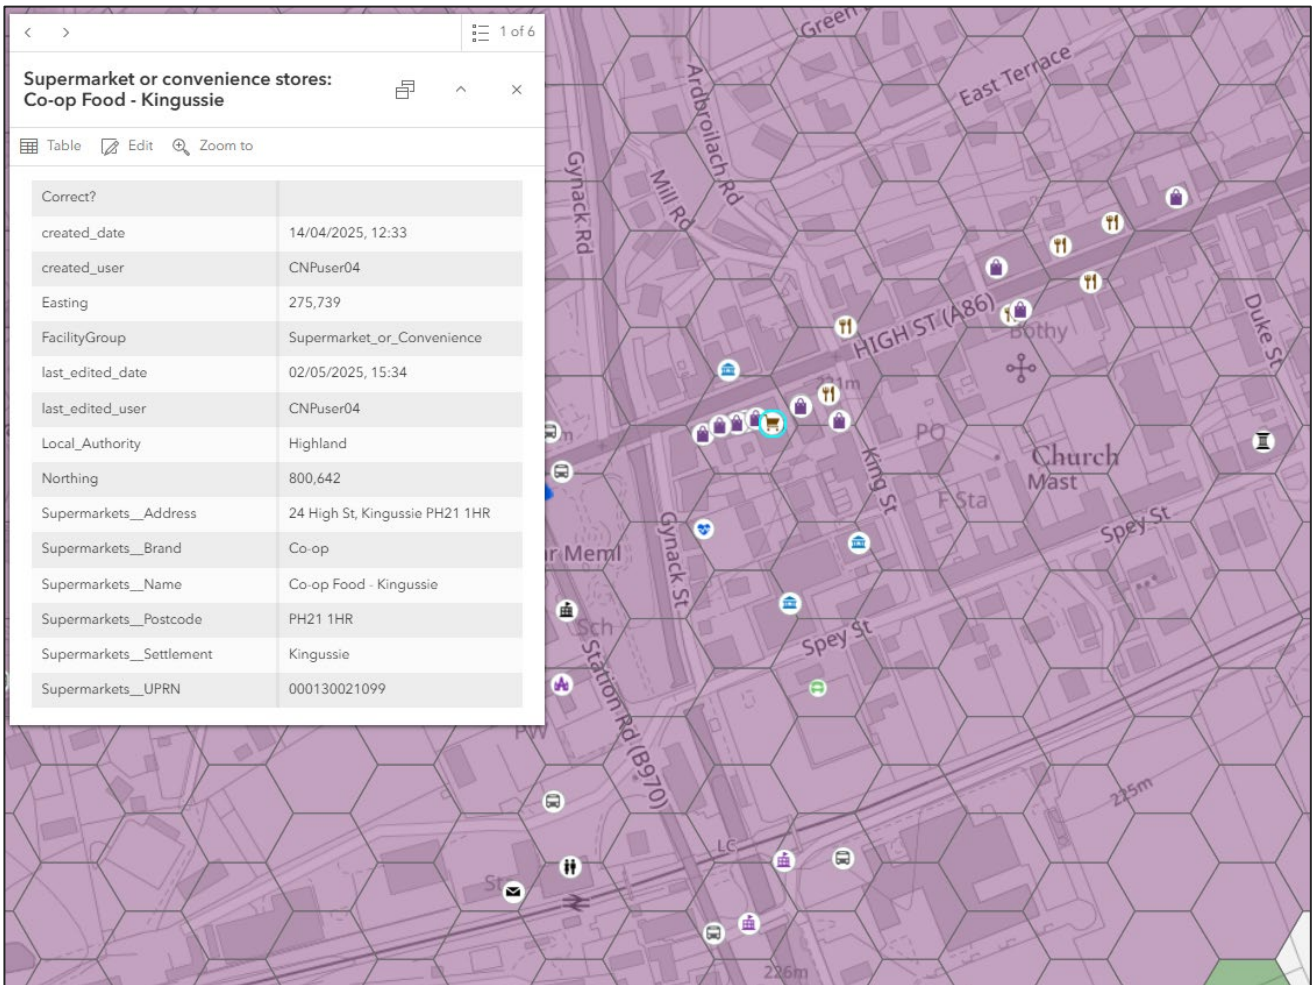 1 of 6
Supermarket or convenience stores:
Co-op Food - Kingussie
Table Edit Zoom to
Correct?
created_date 14/04/2025, 12:33
created_user CNPuser04
Easting 275,739
FacilityGroup Supermarket_or_Convenience
last_edited_date 02/05/2025, 15:34
last_edited_user CNPuser04
Local_Authority Highland
Northing 800,642
Supermarkets__Address 24 High St, Kingussie PH21 1HR
Supermarkets__Brand Co-op
Supermarkets__Name Co-op Food - Kingussie
Supermarkets__Postcode PH21 1HR
Supermarkets__Settlement Kingussie
Supermarkets__UPRN 000130021099
Green
East Terrace
Ardbroilach Rd
Gynack Rd
Mill Rd
HIGH ST (A86)
Bothy
Duke St
PO
Church
Mast
King St
F Sta
Spey St
Gynack St
Meml
Sch
Spey St
Station Rd (B970)
PW
225m
LC
226m